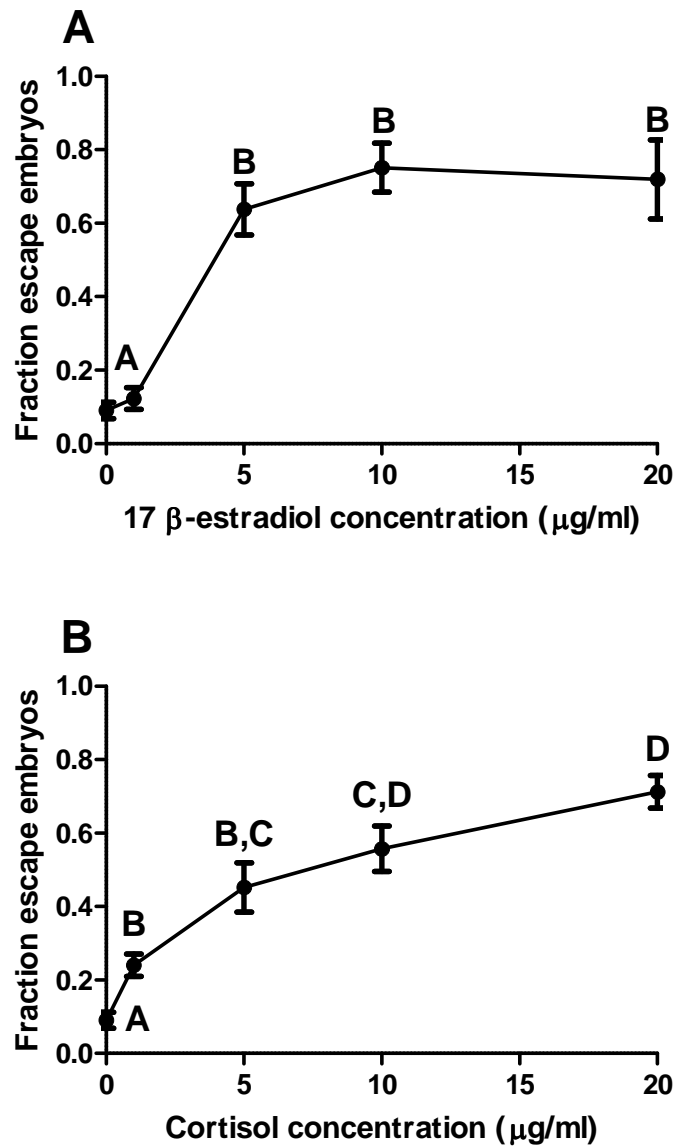 A
Fraction escape embryos
1.0
0.8
0.6
0.4
0.2
0.0
A
B
B
B
0 5 10 15 20
17 β-estradiol concentration (μg/ml)
B
Fraction escape embryos
1.0
0.8
0.6
0.4
0.2
0.0
A
B
B,C
C,D
D
0 5 10 15 20
Cortisol concentration (μg/ml)